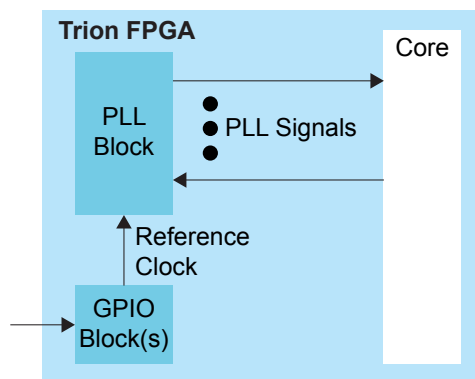 Trion FPGA
Core
PLL
Block
PLL Signals
Reference
Clock
GPIO
Block(s)